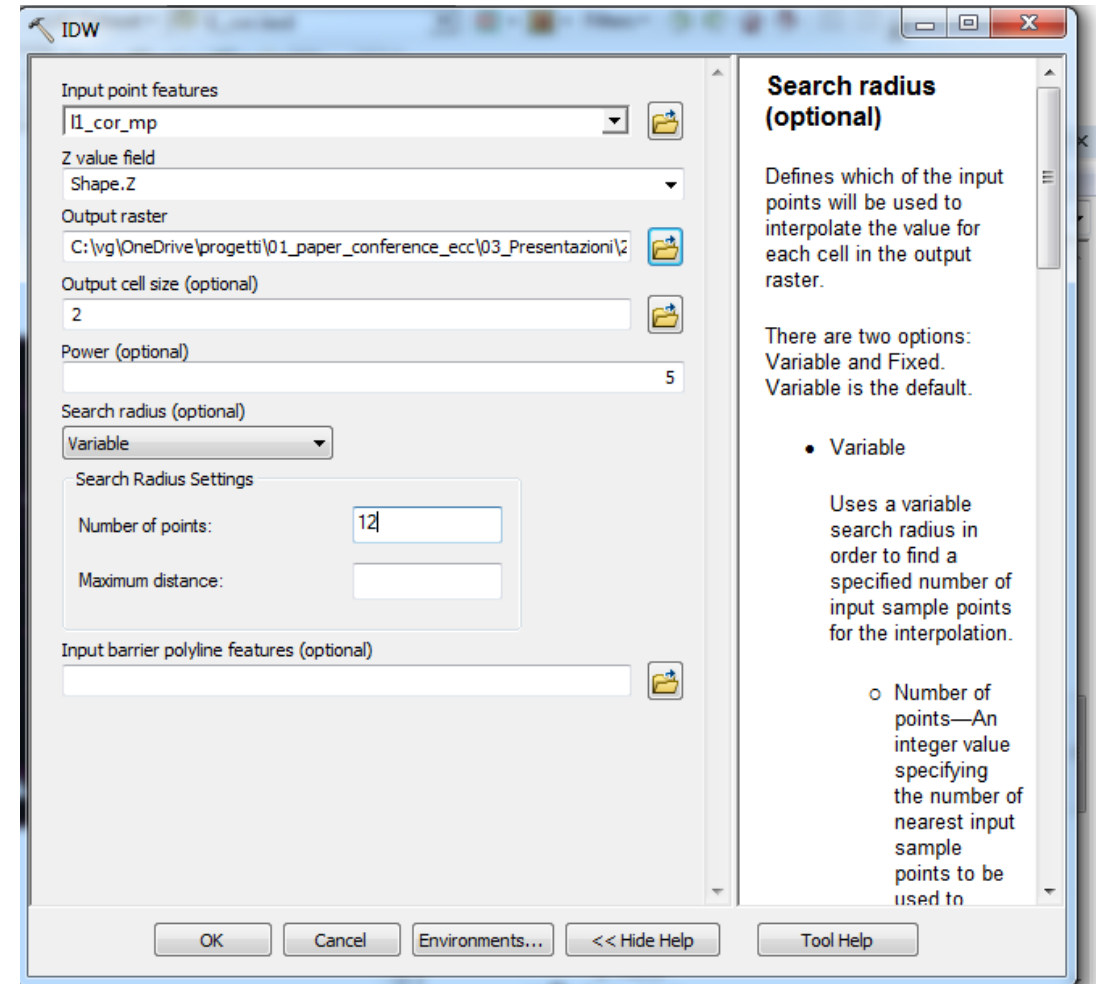 IDW
Input point features
l1_cor_mp
Z value field
Shape.Z
Output raster
C:\vg\OneDrive\progetti\01_paper_conference_ecc\03_Presentazioni\2
Output cell size (optional)
2
Power (optional)
5
Search radius (optional)
Variable
Search Radius Settings
Number of points:
12
Maximum distance:
Input barrier polyline features (optional)
OK
Cancel
Environments...
<< Hide Help
Tool Help
Search radius
(optional)
Defines which of the input
points will be used to
interpolate the value for
each cell in the output
raster.
There are two options:
Variable and Fixed.
Variable is the default.
• Variable
Uses a variable
search radius in
order to find a
specified number of
input sample points
for the interpolation.
o Number of
points—An
integer value
specifying
the number of
nearest input
sample
points to be
used to